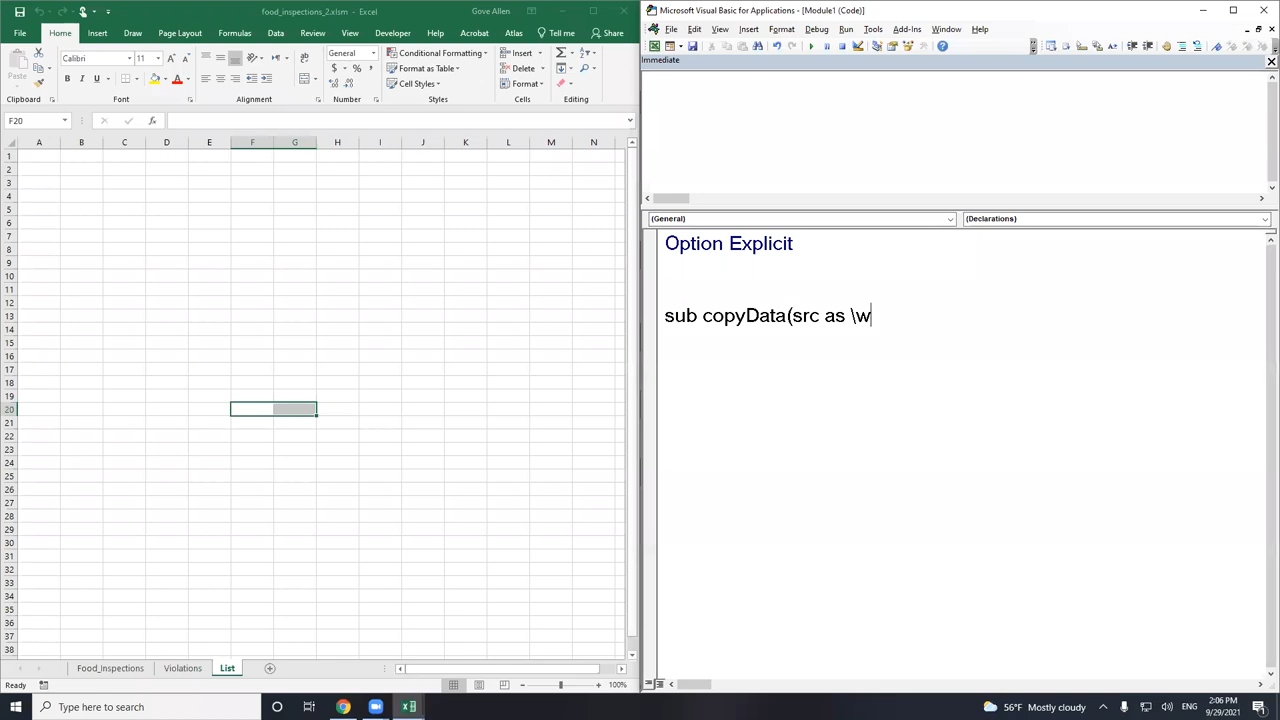 food_inspections_2.xlsm - Excel
Gove Allen
File Home Insert Draw Page Layout Formulas Data Review View Developer Help Acrobat Atlas Tell me Share
Paste
Calibri 11
B I U
General
$ % ,
Conditional Formatting
Format as Table
Cell Styles
Insert
Delete
Format
Clipboard Font Alignment Number Styles Cells Editing
F20
A B C D E F G H I J K L M N
1
2
3
4
5
6
7
8
9
10
11
12
13
14
15
16
17
18
19
20
21
22
23
24
25
26
27
28
29
30
31
32
33
34
35
36
37
38
Food_Inspections Violations List
Ready
100%
Microsoft Visual Basic for Applications - [Module1 (Code)]
File Edit View Insert Format Debug Run Tools Add-Ins Window Help
Immediate
(General) (Declarations)
Option Explicit
sub copyData(src as \w
Type here to search
56°F Mostly cloudy
ENG
2:06 PM
9/29/2021
1